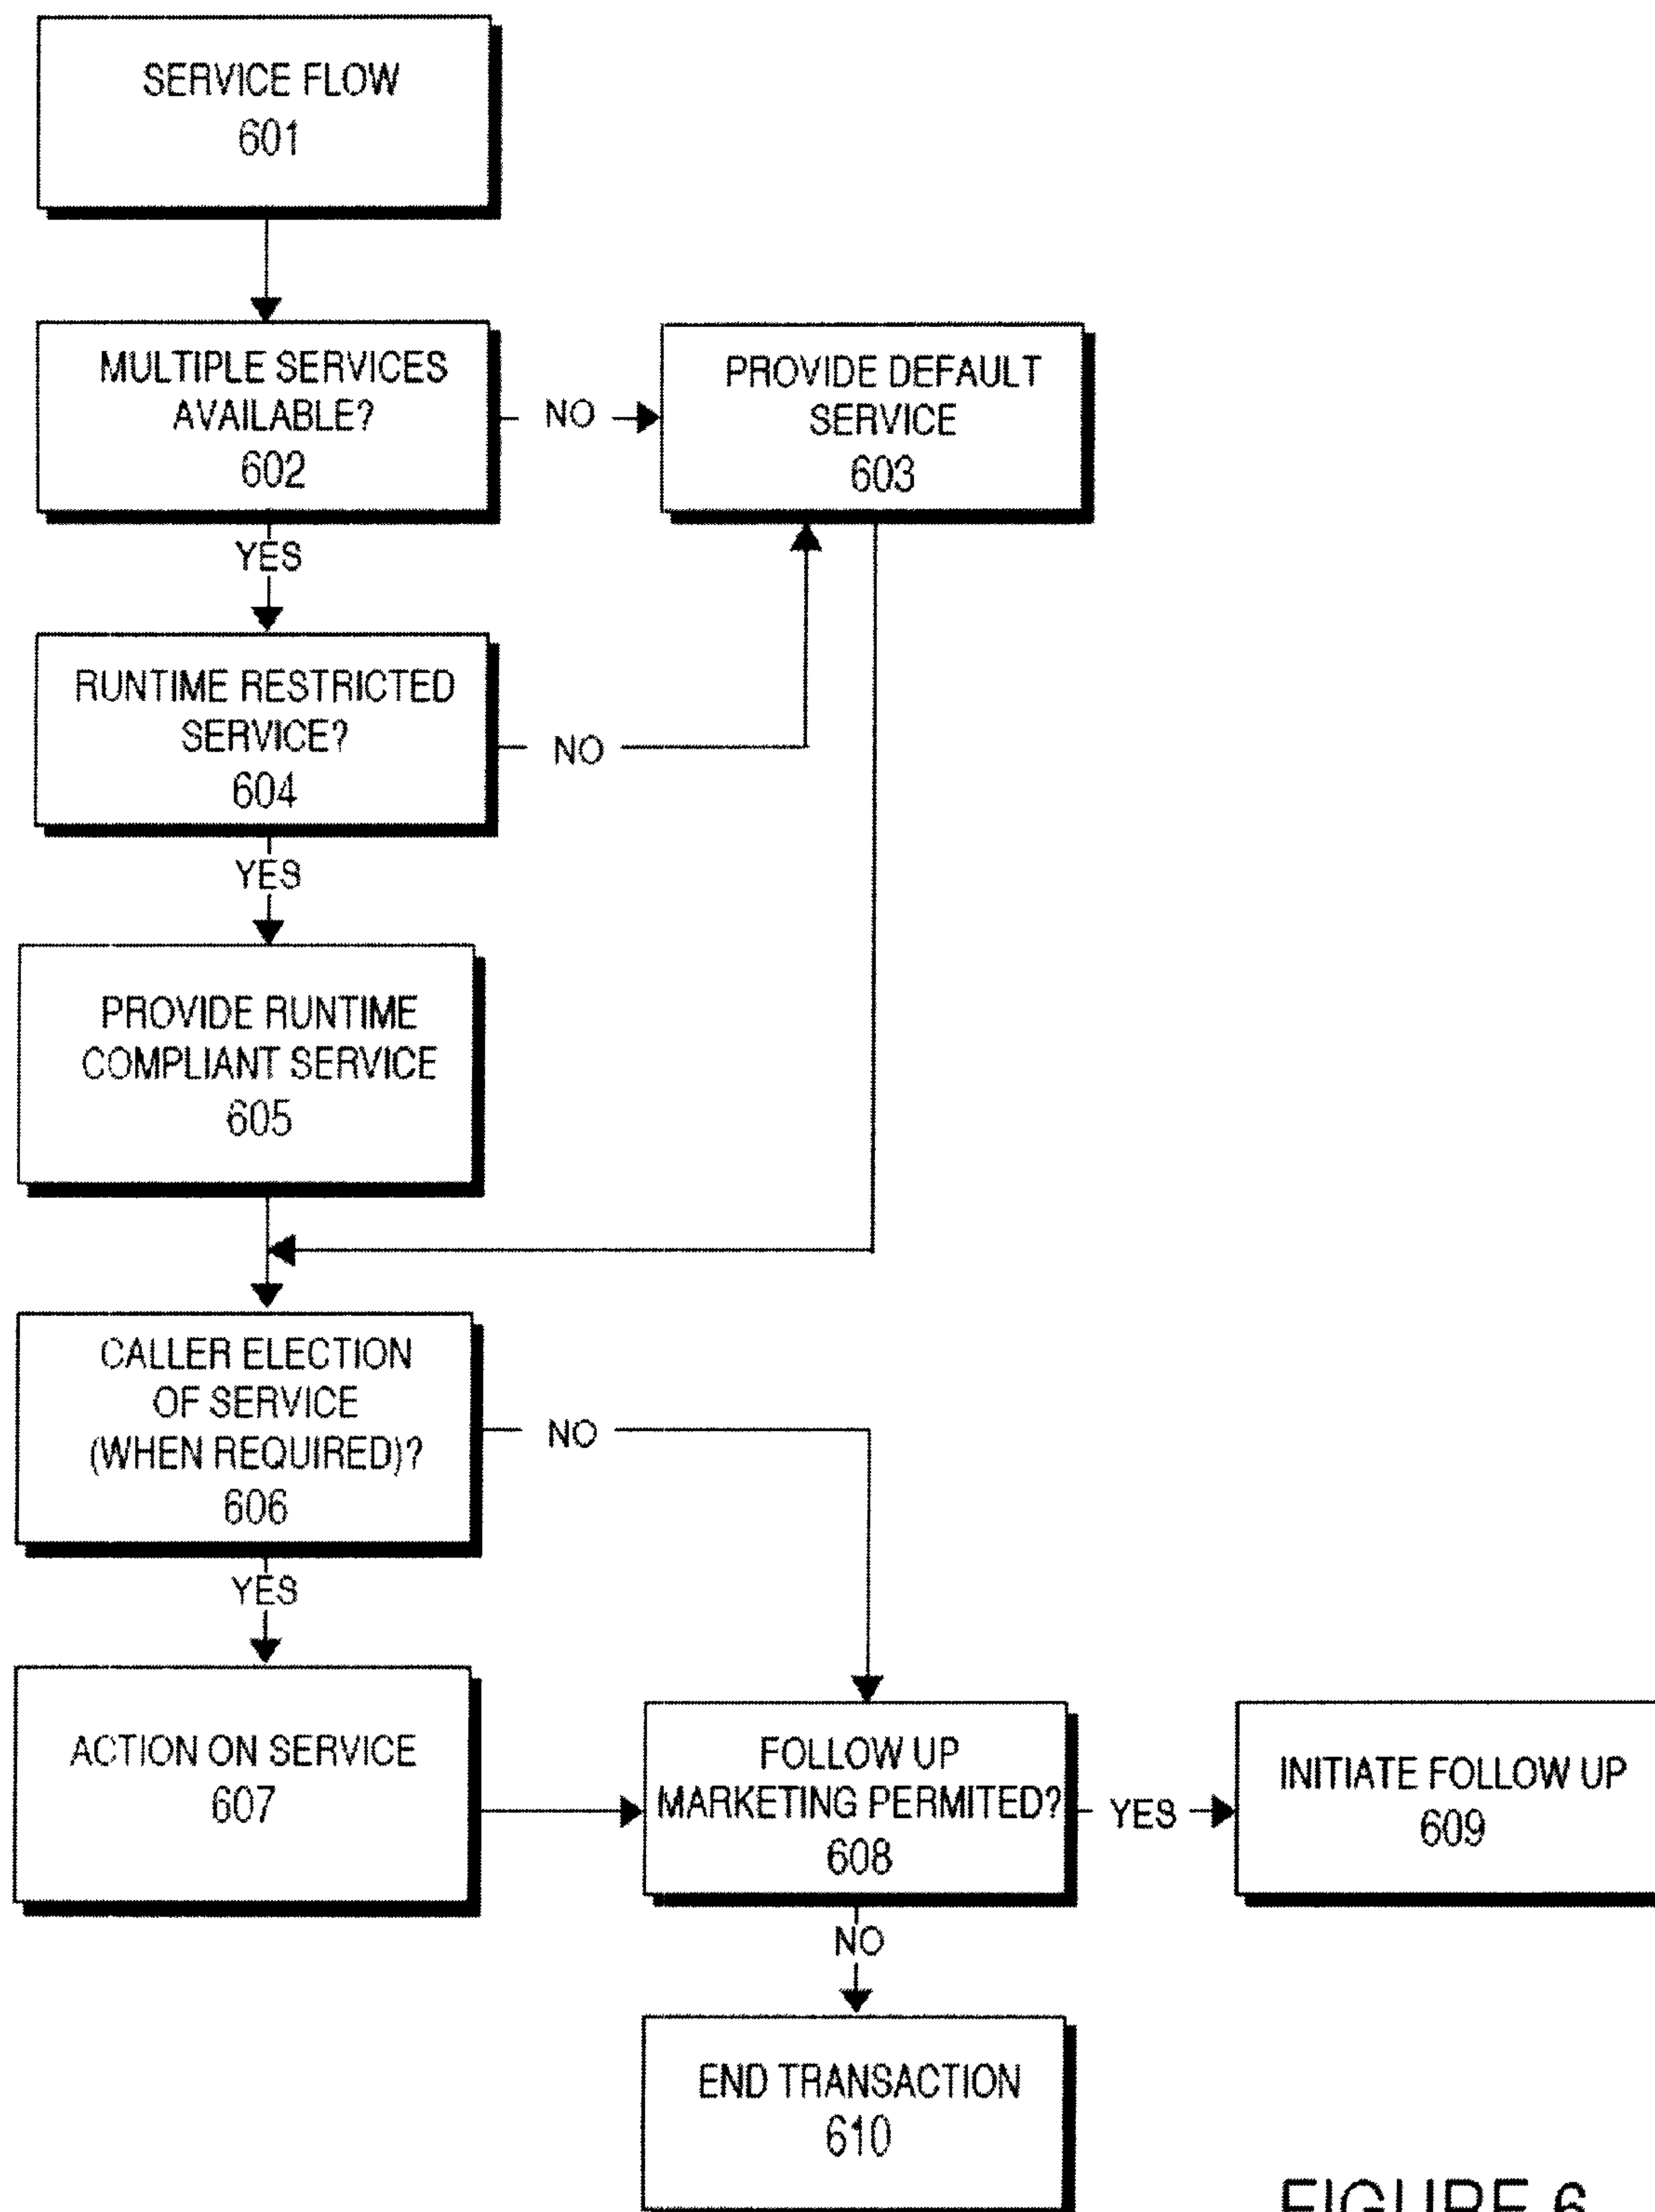 SERVICE FLOW
601
MULTIPLE SERVICES
AVAILABLE?
602
NO
PROVIDE DEFAULT
SERVICE
603
YES
RUNTIME RESTRICTED
SERVICE?
604
NO
YES
PROVIDE RUNTIME
COMPLIANT SERVICE
605
CALLER ELECTION
OF SERVICE
(WHEN REQUIRED)?
606
NO
YES
ACTION ON SERVICE
607
FOLLOW UP
MARKETING PERMITED?
608
YES
INITIATE FOLLOW UP
609
NO
END TRANSACTION
610
FIGURE 6